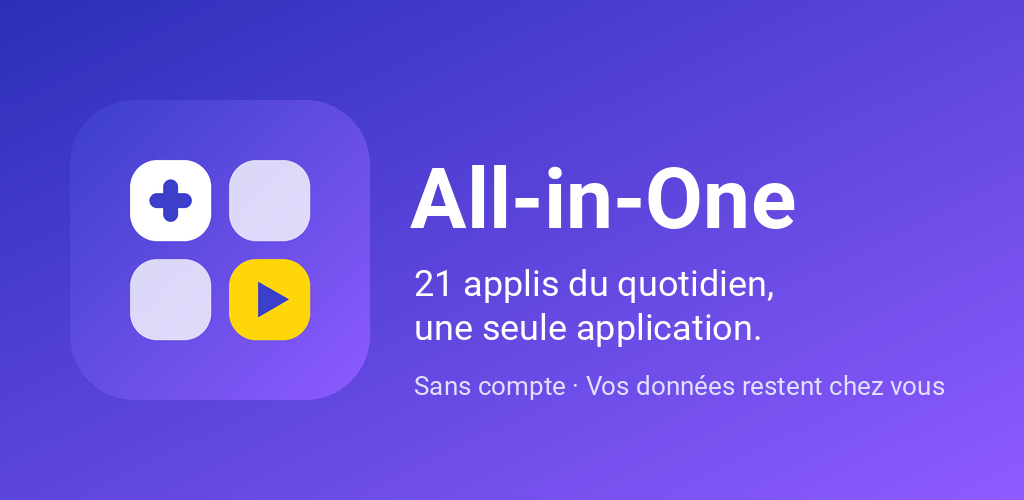 All-in-One
21 applis du quotidien,
une seule application.
Sans compte · Vos données restent chez vous